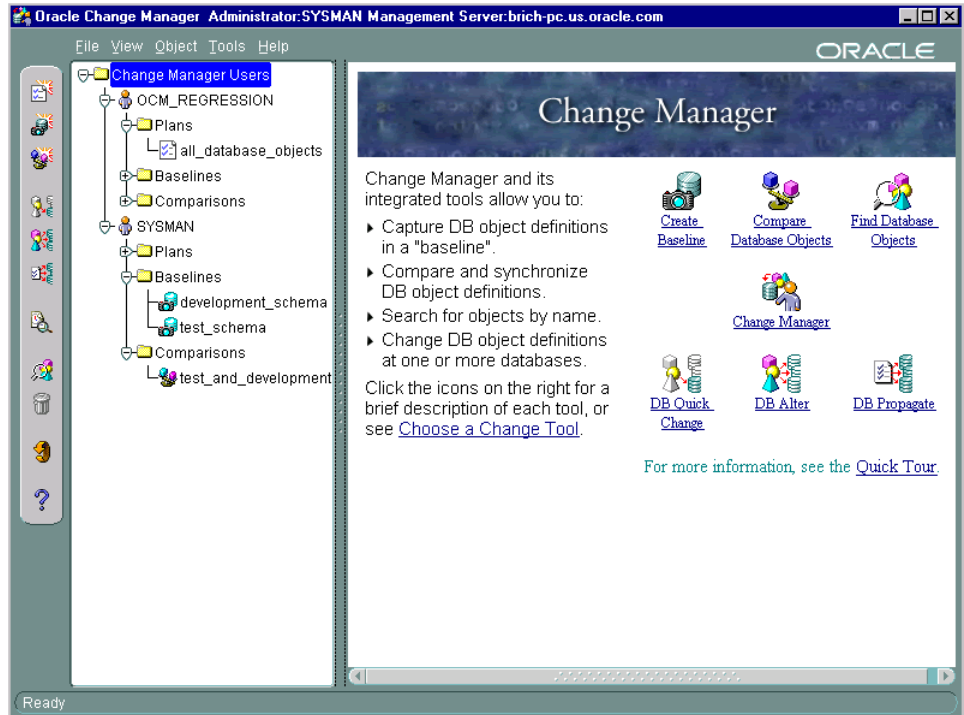 Oracle Change Manager Administrator:SYSMAN Management Server:brich-pc.us.oracle.com
File View Object Tools Help
ORACLE
Change Manager Users
OCM_REGRESSION
Plans
all_database_objects
Baselines
Comparisons
SYSMAN
Plans
Baselines
development_schema
test_schema
Comparisons
test_and_development
Change Manager
Change Manager and its
integrated tools allow you to:
Capture DB object definitions
in a "baseline".
Compare and synchronize
DB object definitions.
Search for objects by name.
Change DB object definitions
at one or more databases.
Click the icons on the right for a
brief description of each tool, or
see Choose a Change Tool.
Create
Baseline
Compare
Database Objects
Find Database
Objects
Change Manager
DB Quick
Change
DB Alter
DB Propagate
For more information, see the Quick Tour.
Ready